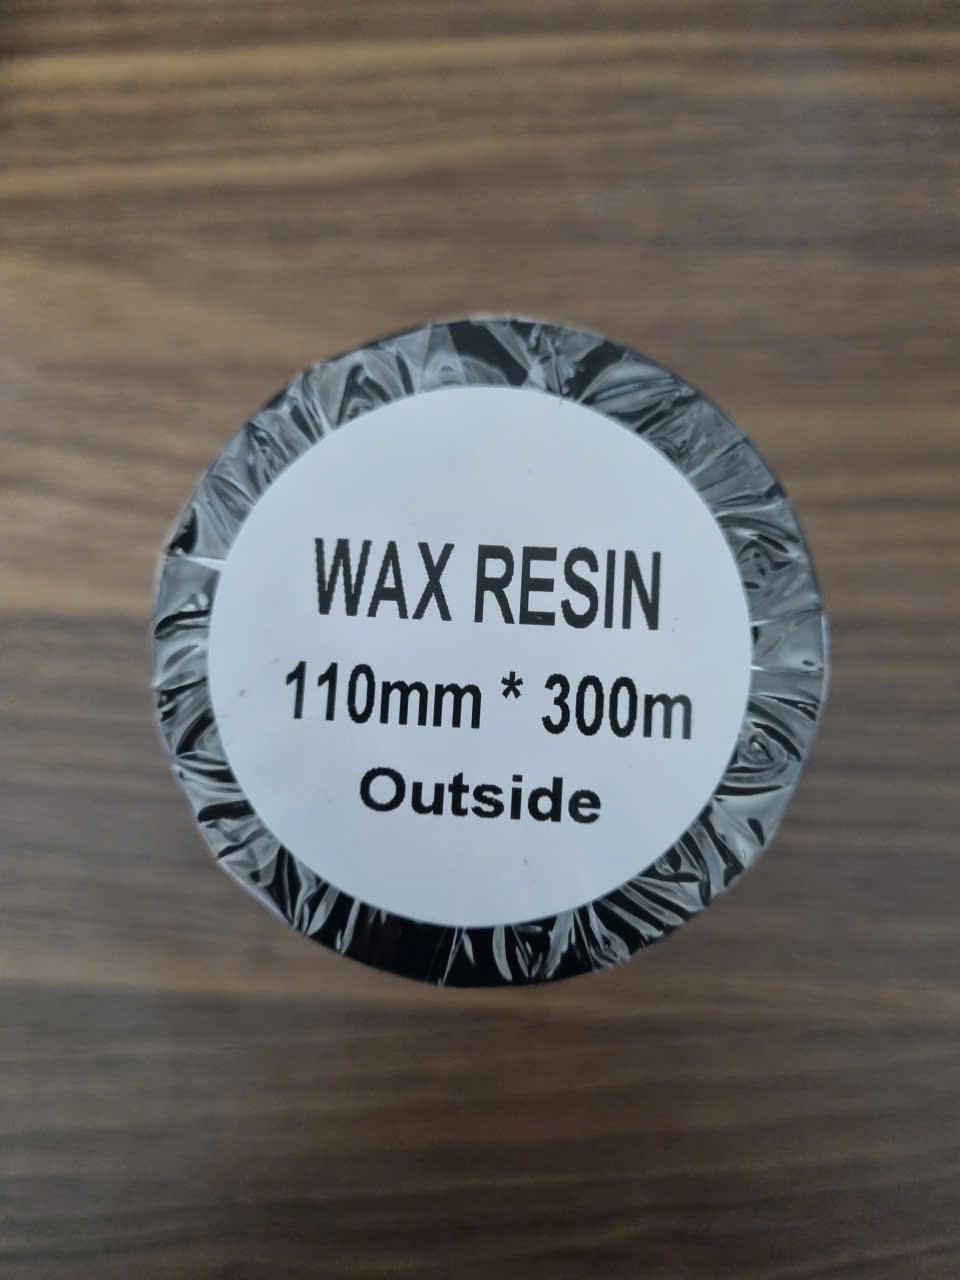 WAX RESIN
110mm * 300m
Outside